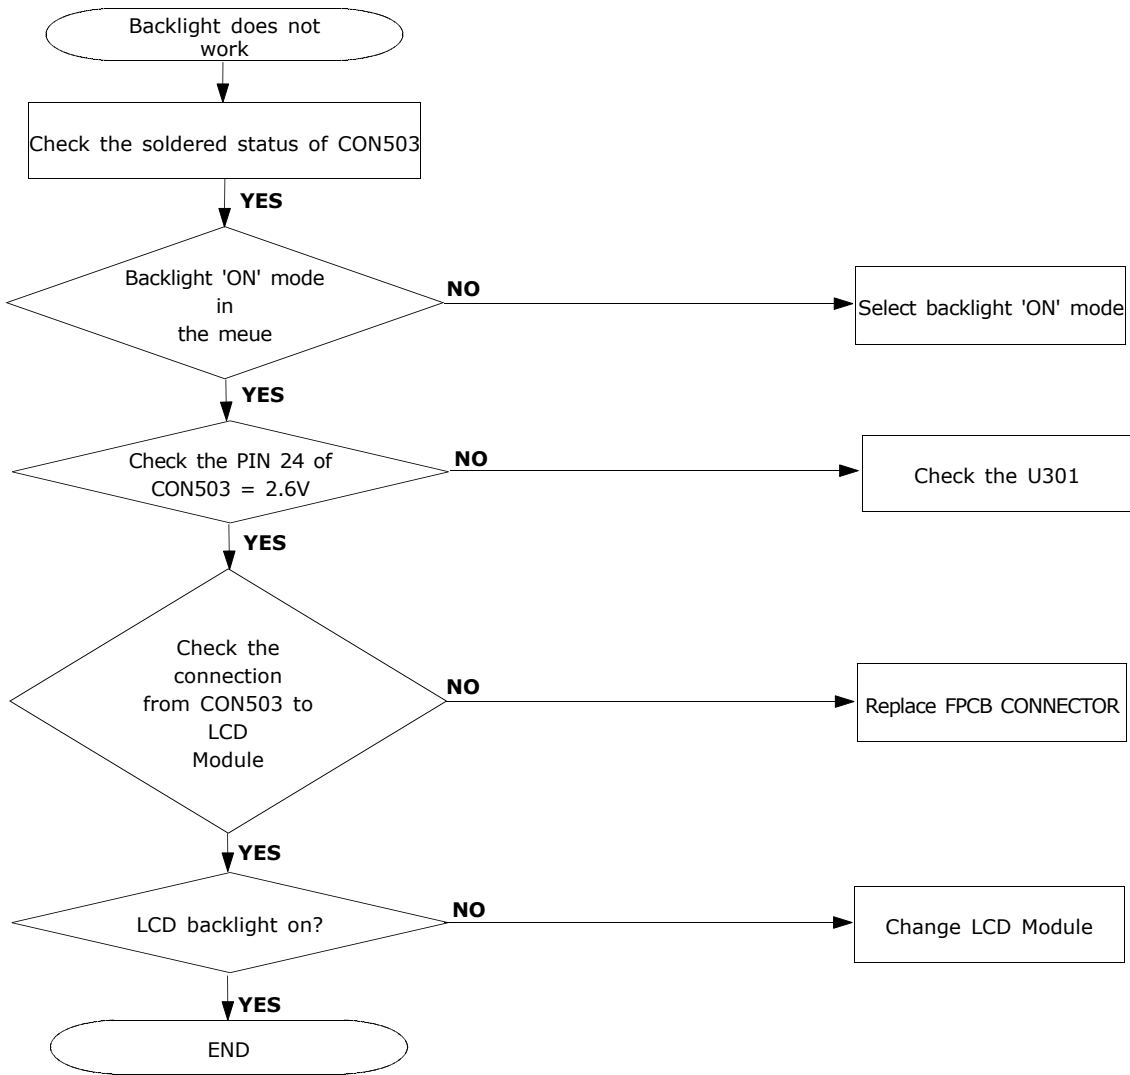 Backlight does not
work
Check the soldered status of CON503
YES
Backlight 'ON' mode
in
the meue
NO
Select backlight 'ON' mode
YES
Check the PIN 24 of
CON503 = 2.6V
NO
Check the U301
YES
Check the
connection
from CON503 to
LCD
Module
NO
Replace FPCB CONNECTOR
YES
LCD backlight on?
NO
Change LCD Module
YES
END